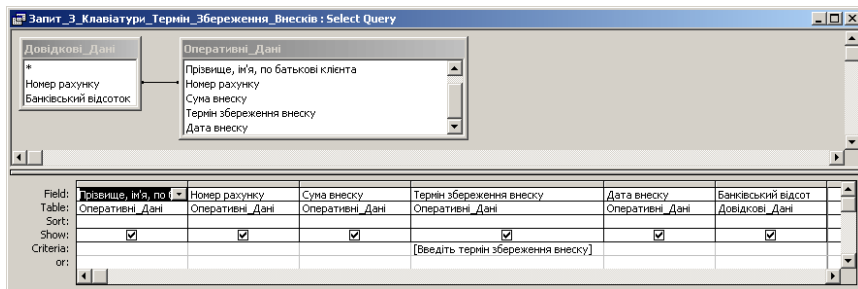 Запит_З_Клавіатури_Термін_Збереження_Внесків : Select Query
Довідкові_Дані
*
Номер рахунку
Банківський відсоток
Оперативні_Дані
Прізвище, ім'я, по батькові клієнта
Номер рахунку
Сума внеску
Термін збереження внеску
Дата внеску
Field: Прізвище, ім'я, по б Номер рахунку Сума внеску Термін збереження внеску Дата внеску Банківський відсот
Table: Оперативні_Дані Оперативні_Дані Оперативні_Дані Оперативні_Дані Оперативні_Дані Довідкові_Дані
Sort:
Show:
Criteria: [Введіть термін збереження внеску]
or: